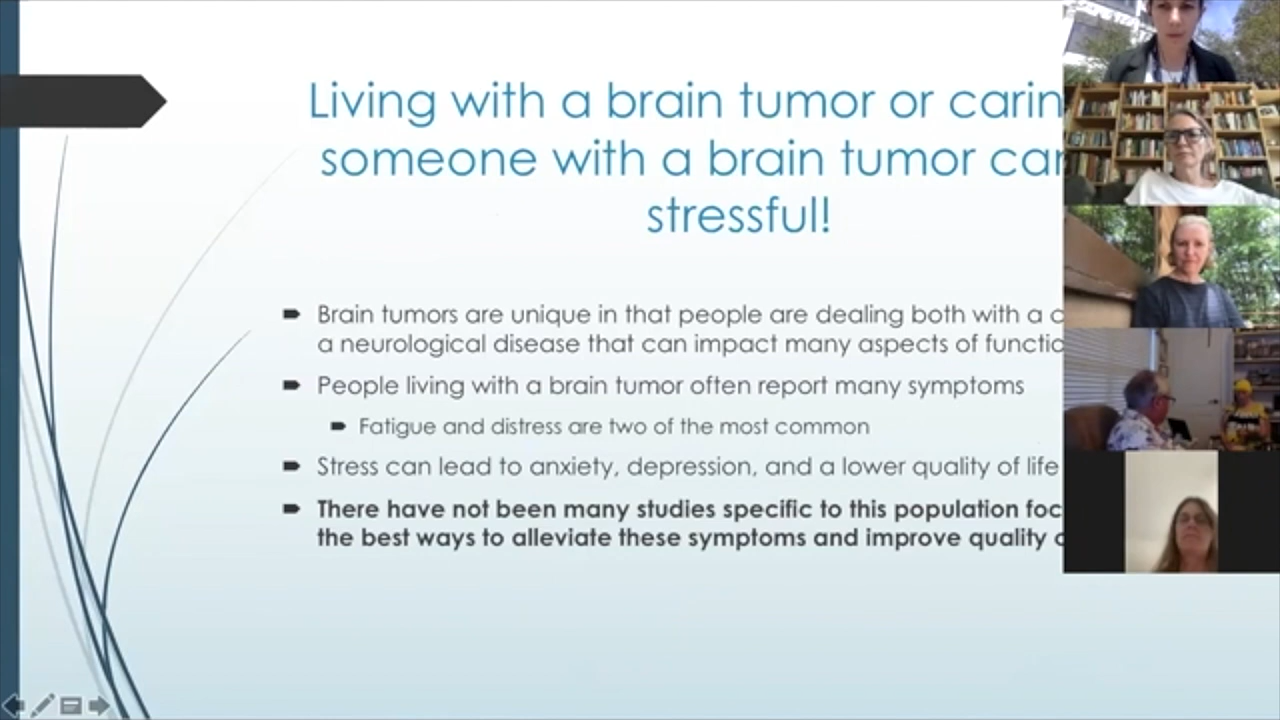 Living with a brain tumor or carin
someone with a brain tumor can
stressful!
Brain tumors are unique in that people are dealing both with a c
a neurological disease that can impact many aspects of functio
People living with a brain tumor often report many symptoms
Fatigue and distress are two of the most common
Stress can lead to anxiety, depression, and a lower quality of life
There have not been many studies specific to this population foc
the best ways to alleviate these symptoms and improve quality